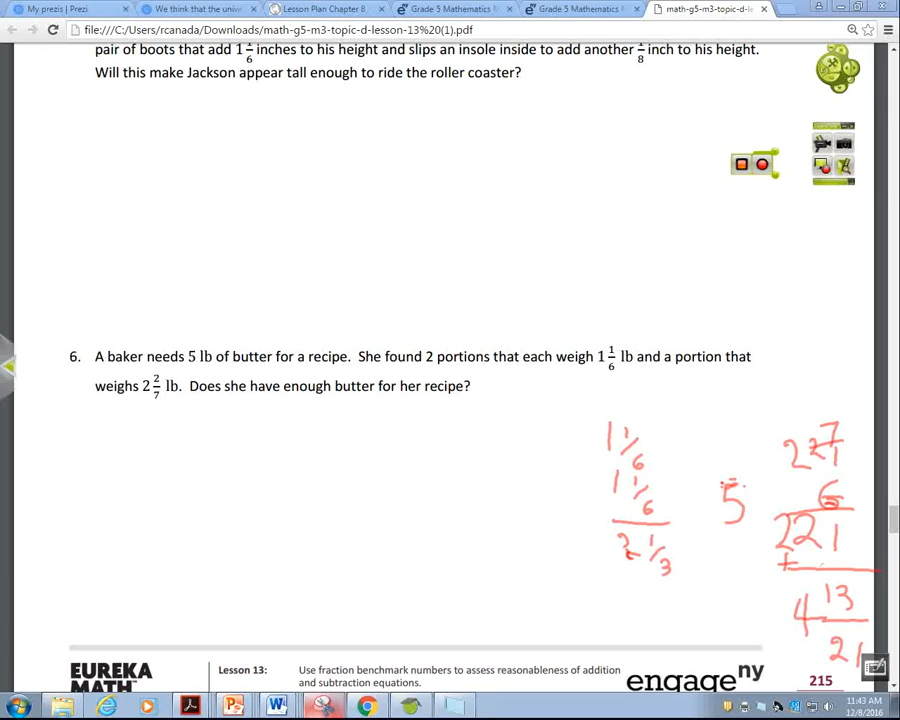 My prezis | Prezi
We think that the unive
Lesson Plan Chapter 8.
Grade 5 Mathematics M
Grade 5 Mathematics M
math-g5-m3-topic-d-le
file:///C:/Users/rcanada/Downloads/math-g5-m3-topic-d-lesson-13%20(1).pdf
pair of boots that add 1 1/6 inches to his height and slips an insole inside to add another 1/8 inch to his height.
Will this make Jackson appear tall enough to ride the roller coaster?
6. A baker needs 5 lb of butter for a recipe. She found 2 portions that each weigh 1 1/6 lb and a portion that
weighs 2 2/7 lb. Does she have enough butter for her recipe?
1 1/6
1 1/6
2 1/3
5
4 13/21
EUREKA
MATH
Lesson 13:
Use fraction benchmark numbers to assess reasonableness of addition
and subtraction equations.
engageny
215
11:43 AM
12/8/2016